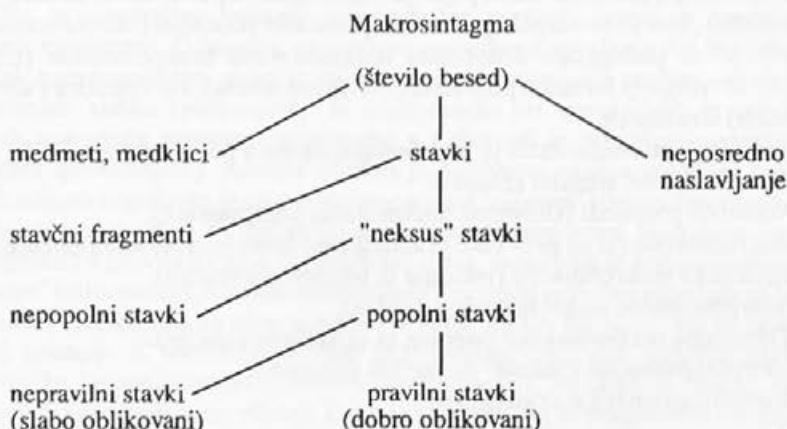 Makrosintagma
(število besed)
medmeti, medklici
stavki
neposredno
naslavljanje
stavčni fragmenti
"neksus" stavki
nepopolni stavki
popolni stavki
nepravilni stavki
(slabo oblikovani)
pravilni stavki
(dobro oblikovani)